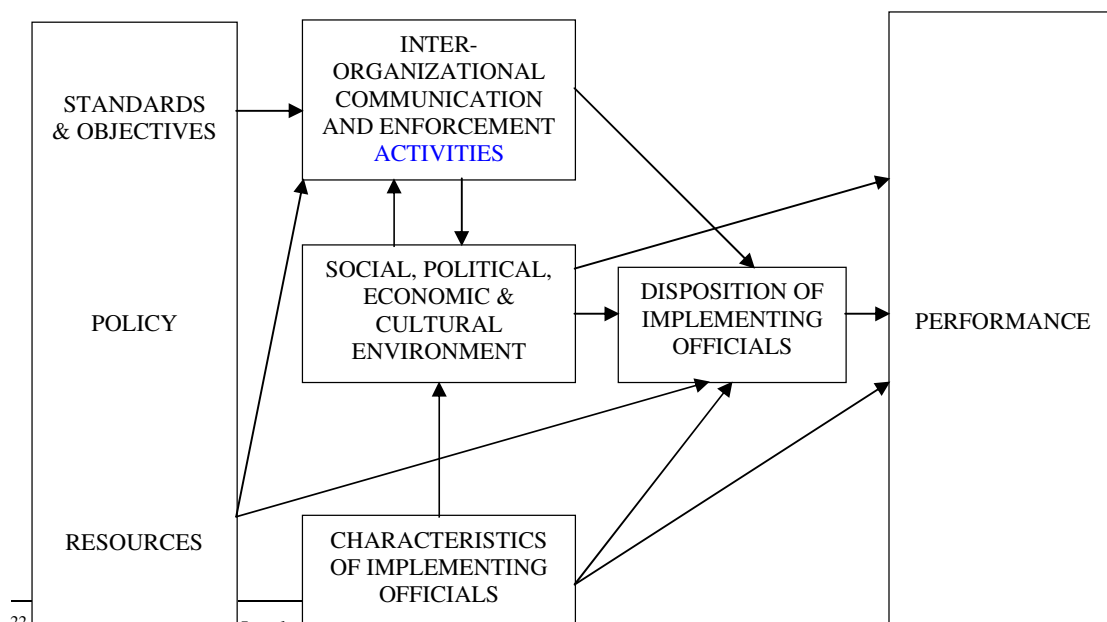 STANDARDS
& OBJECTIVES
POLICY
RESOURCES
INTER-
ORGANIZATIONAL
COMMUNICATION
AND ENFORCEMENT
ACTIVITIES
SOCIAL, POLITICAL,
ECONOMIC &
CULTURAL
ENVIRONMENT
CHARACTERISTICS
OF IMPLEMENTING
OFFICIALS
DISPOSITION OF
IMPLEMENTING
OFFICIALS
PERFORMANCE
22